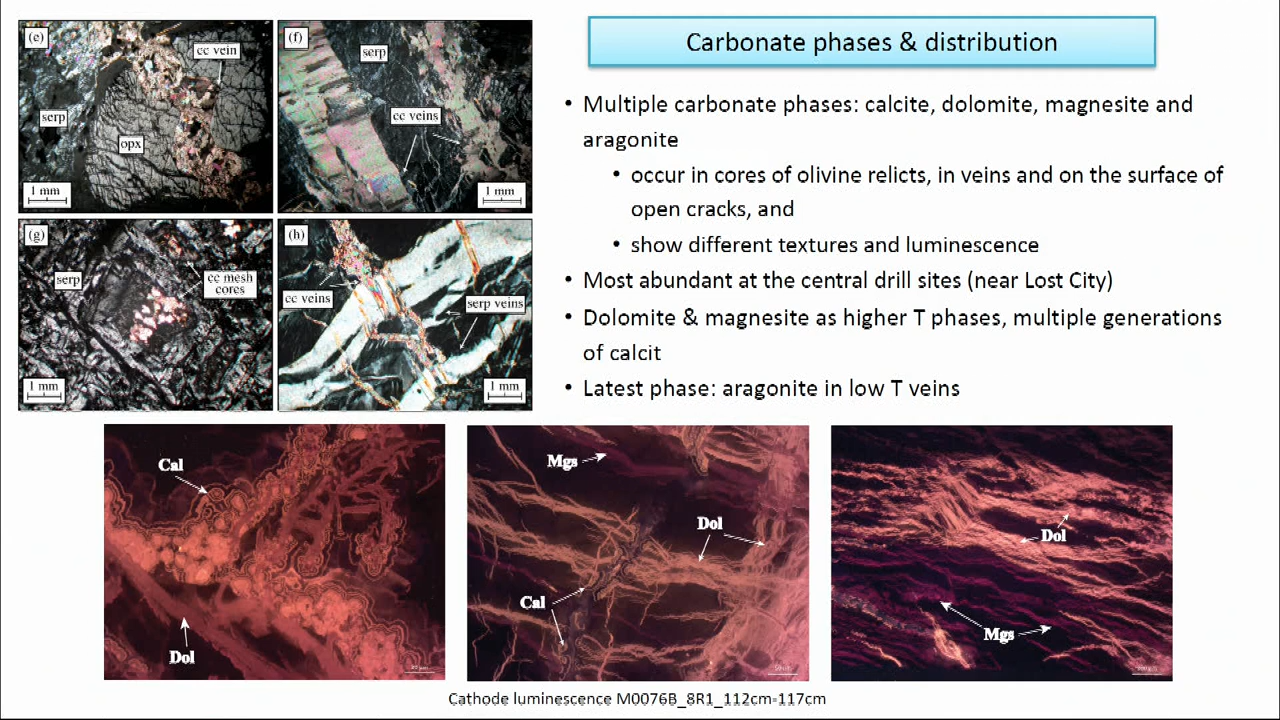 Carbonate phases & distribution
(e)
cc vein
serp
opx
1 mm
(f)
serp
cc veins
1 mm
(g)
serp
cc mesh
cores
1 mm
(h)
cc veins
serp veins
1 mm
• Multiple carbonate phases: calcite, dolomite, magnesite and
aragonite
• occur in cores of olivine relicts, in veins and on the surface of
open cracks, and
• show different textures and luminescence
• Most abundant at the central drill sites (near Lost City)
• Dolomite & magnesite as higher T phases, multiple generations
of calcit
• Latest phase: aragonite in low T veins
Cal
Dol
Mgs
Dol
Cal
Dol
Mgs
Cathode luminescence M0076B_8R1_112cm-117cm